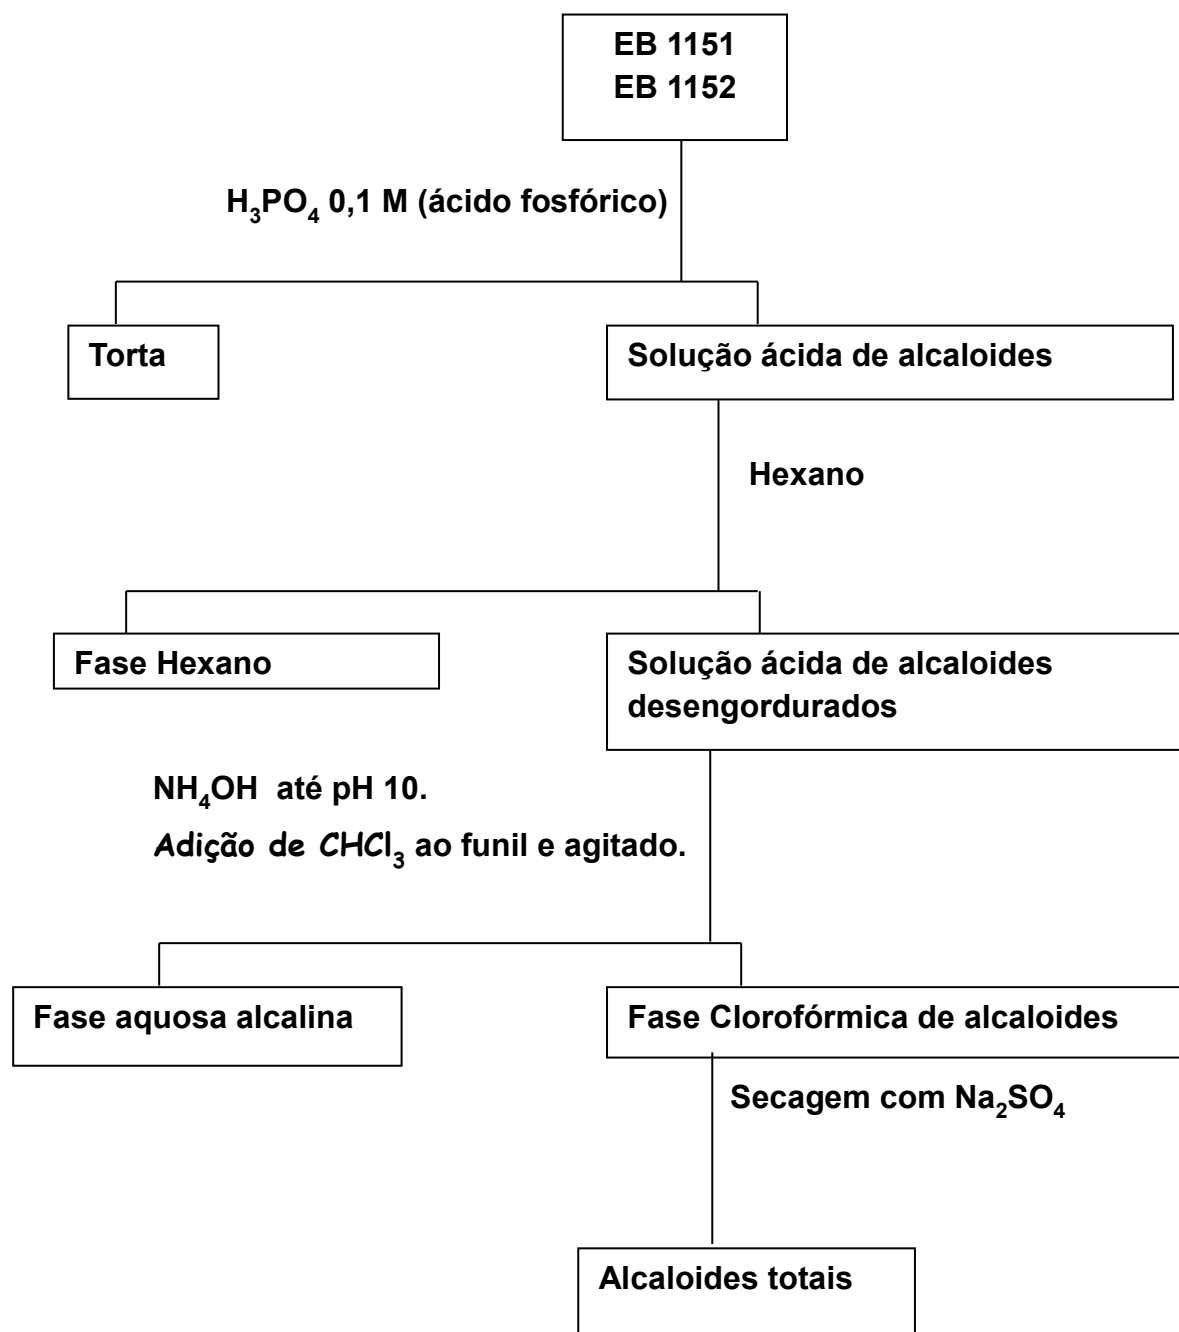 EB 1151
EB 1152
H₃PO₄ 0,1 M (ácido fosfórico)
Torta
Solução ácida de alcaloides
Hexano
Fase Hexano
Solução ácida de alcaloides
desengordurados
NH₄OH até pH 10.
Adição de CHCl₃ ao funil e agitado.
Fase aquosa alcalina
Fase Clorofórmica de alcaloides
Secagem com Na₂SO₄
Alcaloides totais